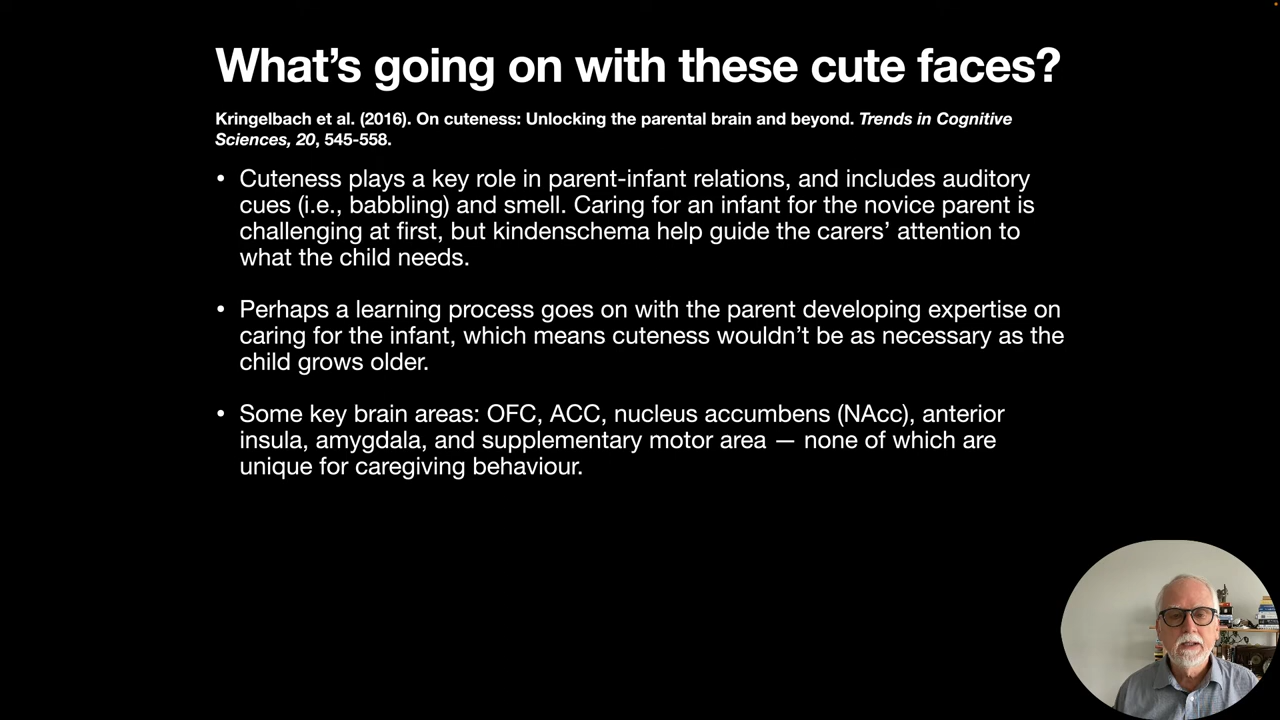 What’s going on with these cute faces?
Kringelbach et al. (2016). On cuteness: Unlocking the parental brain and beyond. Trends in Cognitive
Sciences, 20, 545-558.
• Cuteness plays a key role in parent-infant relations, and includes auditory
cues (i.e., babbling) and smell. Caring for an infant for the novice parent is
challenging at first, but kindenschema help guide the carers’ attention to
what the child needs.
• Perhaps a learning process goes on with the parent developing expertise on
caring for the infant, which means cuteness wouldn’t be as necessary as the
child grows older.
• Some key brain areas: OFC, ACC, nucleus accumbens (NAcc), anterior
insula, amygdala, and supplementary motor area — none of which are
unique for caregiving behaviour.